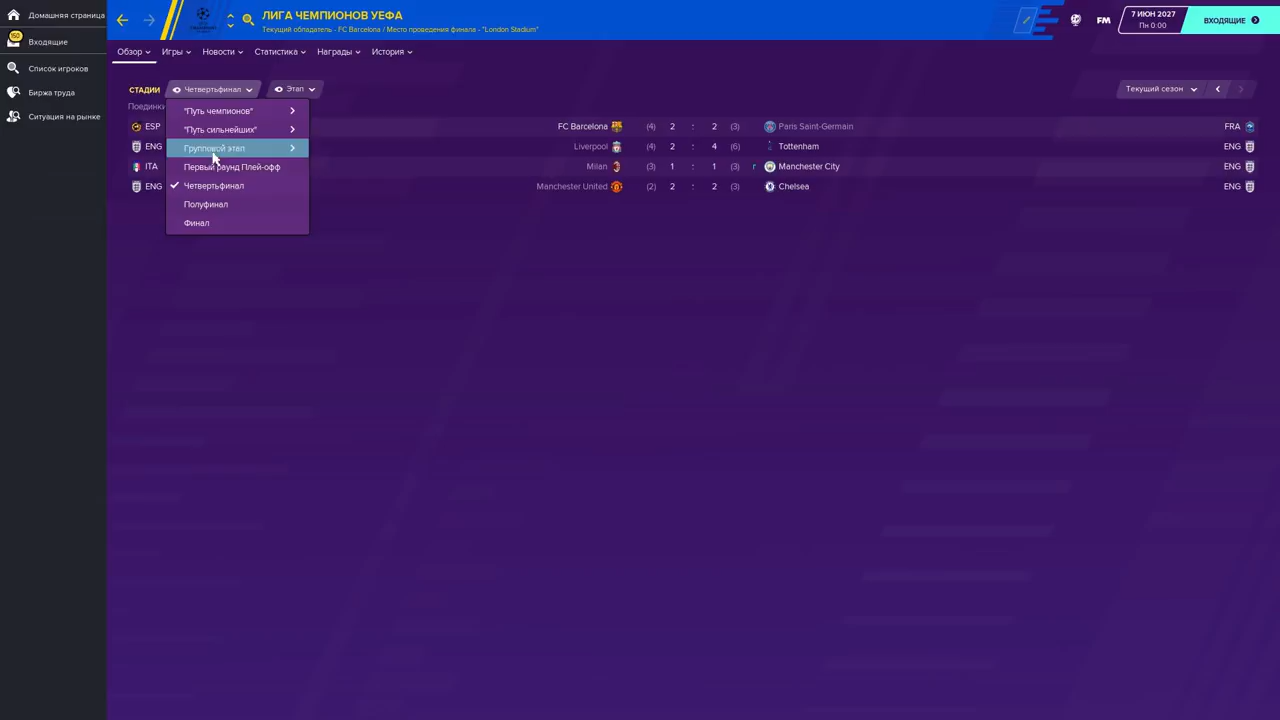 Домашняя страница
150
Входящие
Список игроков
Биржа труда
Ситуация на рынке
ЛИГА ЧЕМПИОНОВ УЕФА
Текущий обладатель - FC Barcelona / Место проведения финала - "London Stadium"
FM
7 ИЮН 2027
Пн 0:00
ВХОДЯЩИЕ
Обзор
Игры
Новости
Статистика
Награды
История
СТАДИИ
Четвертьфинал
Этап
Текущий сезон
"Путь чемпионов"
"Путь сильнейших"
Групповой этап
Первый раунд Плей-офф
Четвертьфинал
Полуфинал
Финал
Поединки
ESP FC Barcelona (4) 2 : 2 (3) Paris Saint-Germain FRA
ENG Liverpool (4) 2 : 4 (6) Tottenham ENG
ITA Milan (3) 1 : 1 (3) г Manchester City ENG
ENG Manchester United (2) 2 : 2 (3) Chelsea ENG